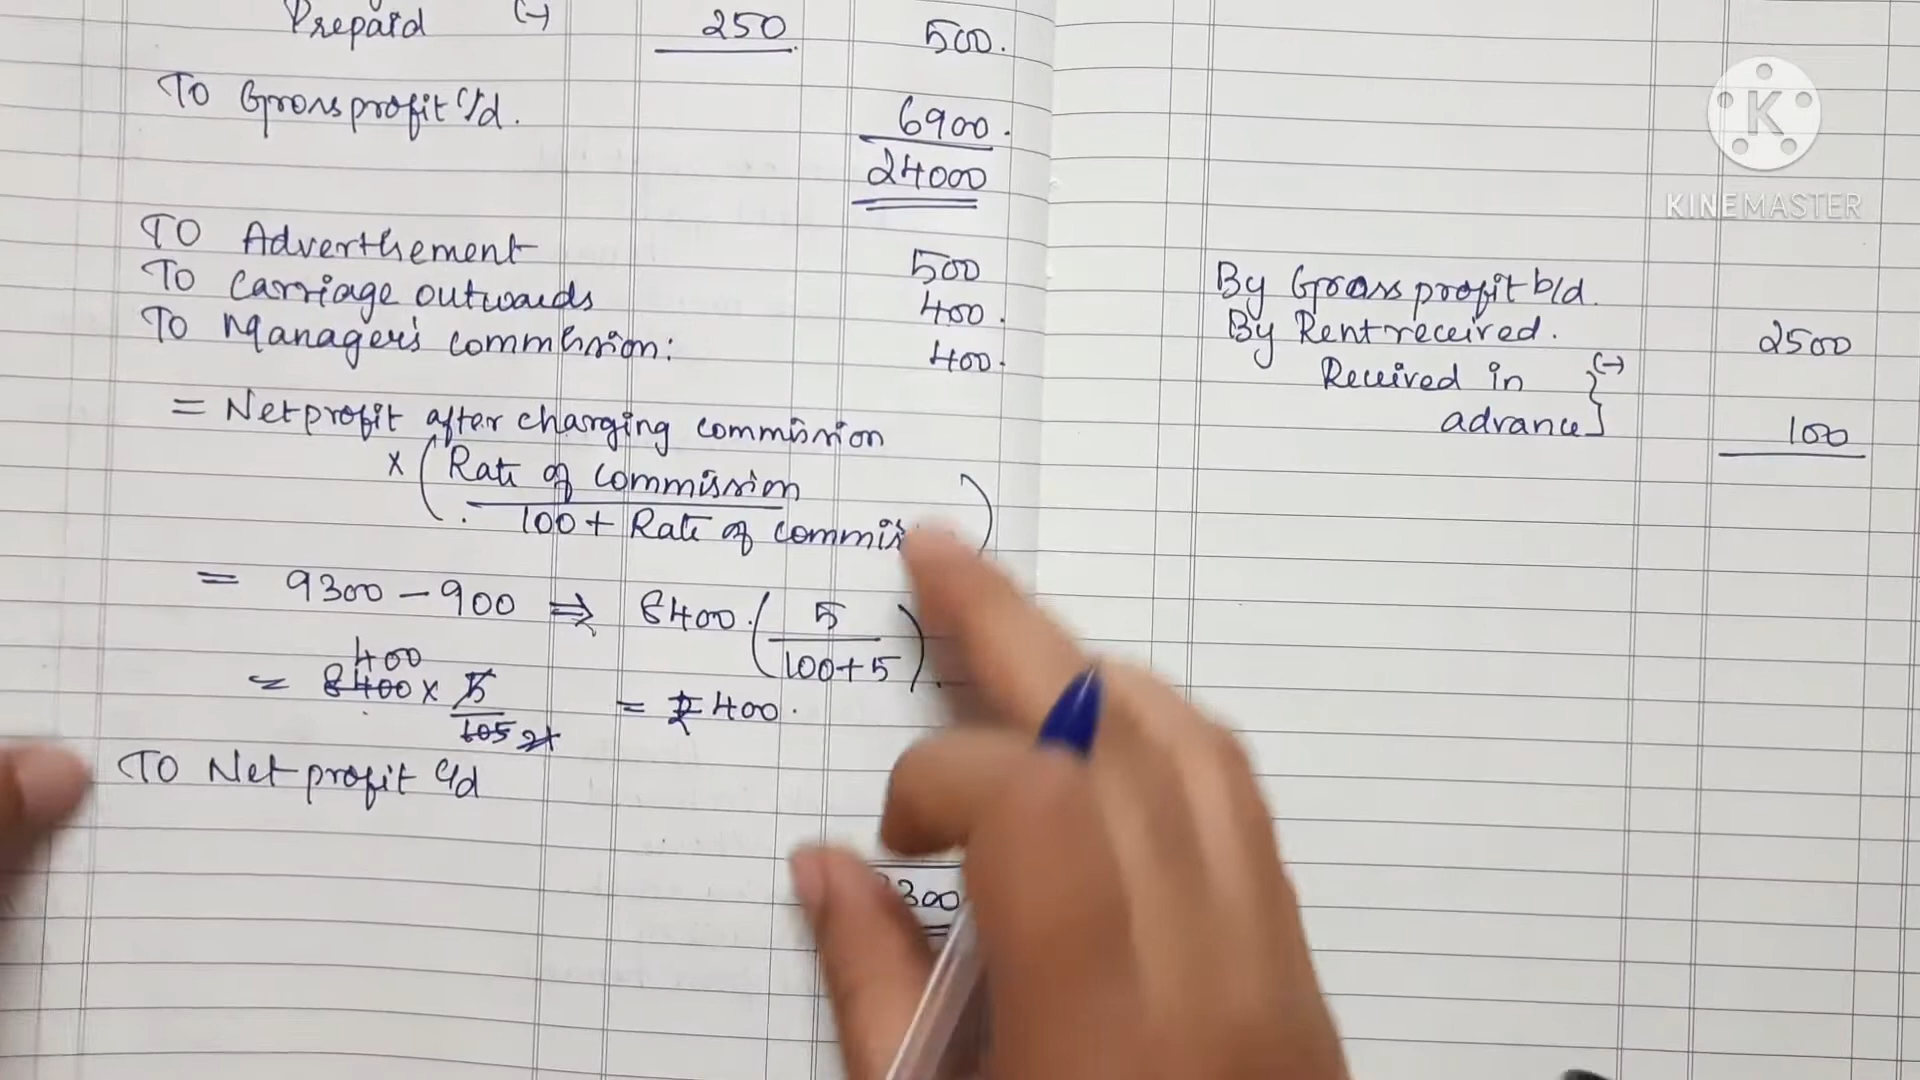 Prepaid (-) 250 500.
To Gross profit c/d. 6900.
24000
To Advertisement 500
To Carriage outwards 400.
To Manager's commission: 400.
= Net profit after charging commission
x ( Rate of commission
100 + Rate of commis )
= 9300 - 900 ⇒ 8400. ( 5
100+5 ).
400
= 8400 x 5
105 21 = ₹ 400.
To Net profit c/d
300
By Gross profit b/d.
By Rent received. 2500
Received in (-)
advance 100
K
KINEMASTER